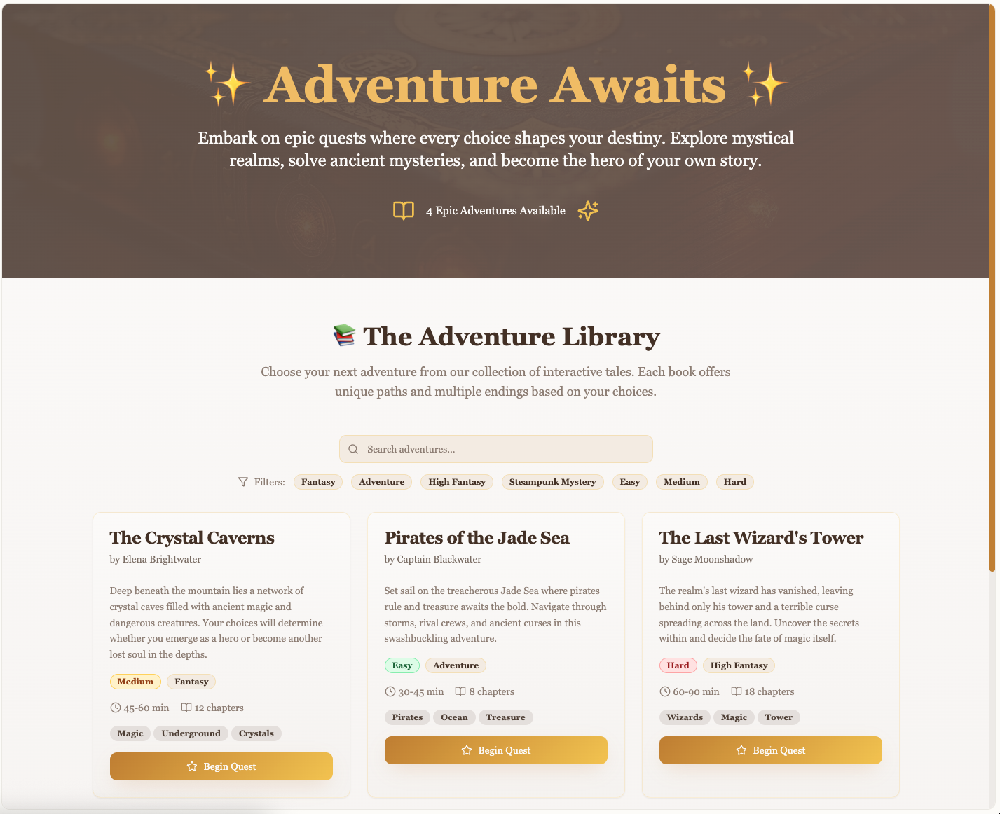 ✨ Adventure Awaits ✨
Embark on epic quests where every choice shapes your destiny. Explore mystical
realms, solve ancient mysteries, and become the hero of your own story.
4 Epic Adventures Available
📚 The Adventure Library
Choose your next adventure from our collection of interactive tales. Each book offers
unique paths and multiple endings based on your choices.
Search adventures...
Filters: Fantasy Adventure High Fantasy Steampunk Mystery Easy Medium Hard
The Crystal Caverns
by Elena Brightwater
Deep beneath the mountain lies a network of
crystal caves filled with ancient magic and
dangerous creatures. Your choices will determine
whether you emerge as a hero or become another
lost soul in the depths.
Medium Fantasy
45-60 min 12 chapters
Magic Underground Crystals
Begin Quest
Pirates of the Jade Sea
by Captain Blackwater
Set sail on the treacherous Jade Sea where pirates
rule and treasure awaits the bold. Navigate through
storms, rival crews, and ancient curses in this
swashbuckling adventure.
Easy Adventure
30-45 min 8 chapters
Pirates Ocean Treasure
Begin Quest
The Last Wizard's Tower
by Sage Moonshadow
The realm's last wizard has vanished, leaving
behind only his tower and a terrible curse
spreading across the land. Uncover the secrets
within and decide the fate of magic itself.
Hard High Fantasy
60-90 min 18 chapters
Wizards Magic Tower
Begin Quest